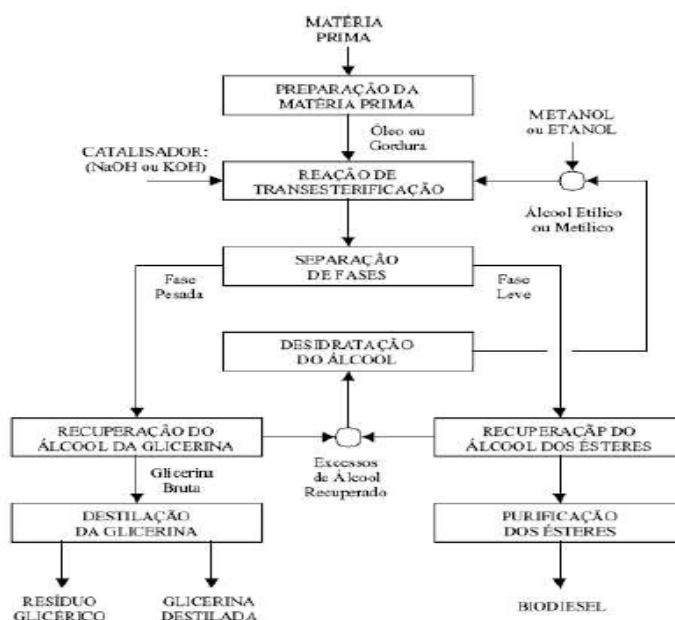 MATÉRIA
PRIMA
PREPARAÇÃO DA
MATÉRIA PRIMA
METANOL
ou ETANOL
Óleo ou
Gordura
CATALISADOR:
(NaOH ou KOH)
REAÇÃO DE
TRANSESTERIFICAÇÃO
Álcool Etílico
ou Metílico
SEPARAÇÃO
DE FASES
Fase
Pesada
Fase
Leve
DESIDRATAÇÃO
DO ÁLCOOL
RECUPERAÇÃO DO
ÁLCOOL DA GLICERINA
RECUPERAÇÃP DO
ÁLCOOL DOS ÉSTERES
Glicerina
Bruta
Excessos
de Álcool
Recuperado
DESTILAÇÃO
DA GLICERINA
PURIFICAÇÃO
DOS ÉSTERES
RESÍDUO
GLICÉRICO
GLICERINA
DESTILADA
BIODIESEL